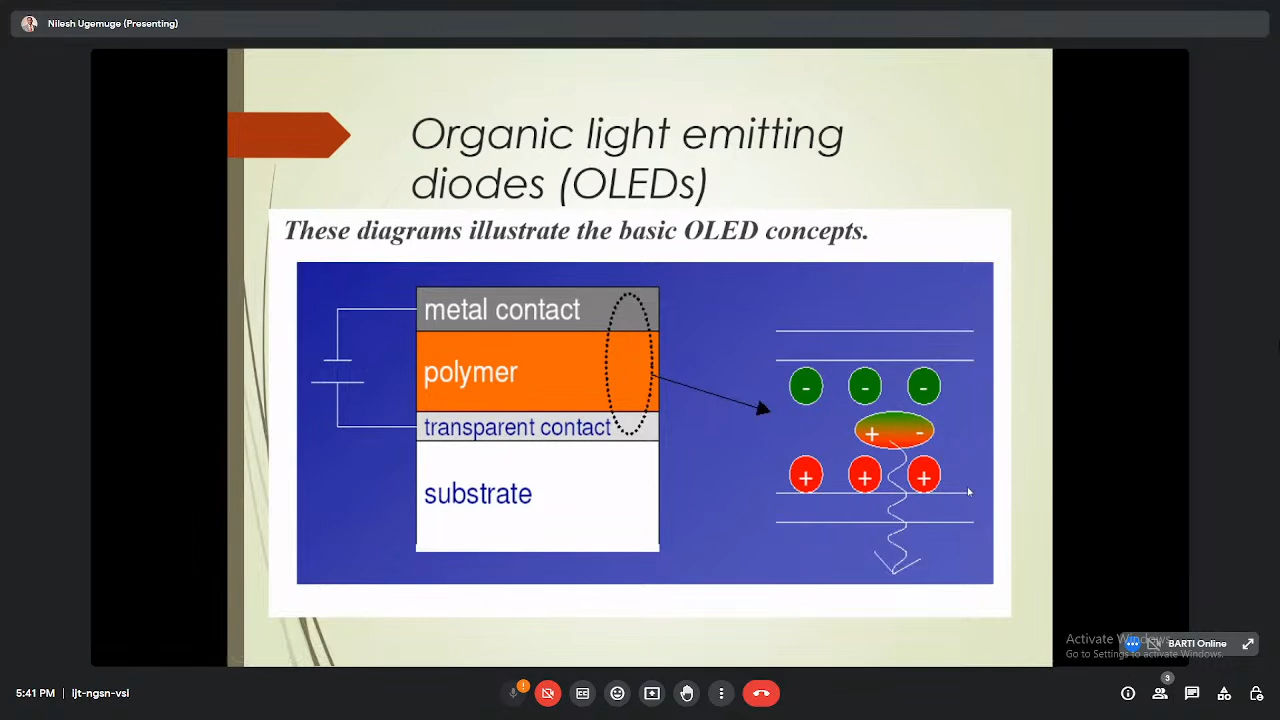 Nilesh Ugemuge (Presenting)
Organic light emitting
diodes (OLEDs)
These diagrams illustrate the basic OLED concepts.
metal contact
polymer
transparent contact
substrate
- - -
+ -
+ + +
Activate Windows
Go to Settings to activate Windows.
BARTI Online
5:41 PM | ijt-ngsn-vsi
3